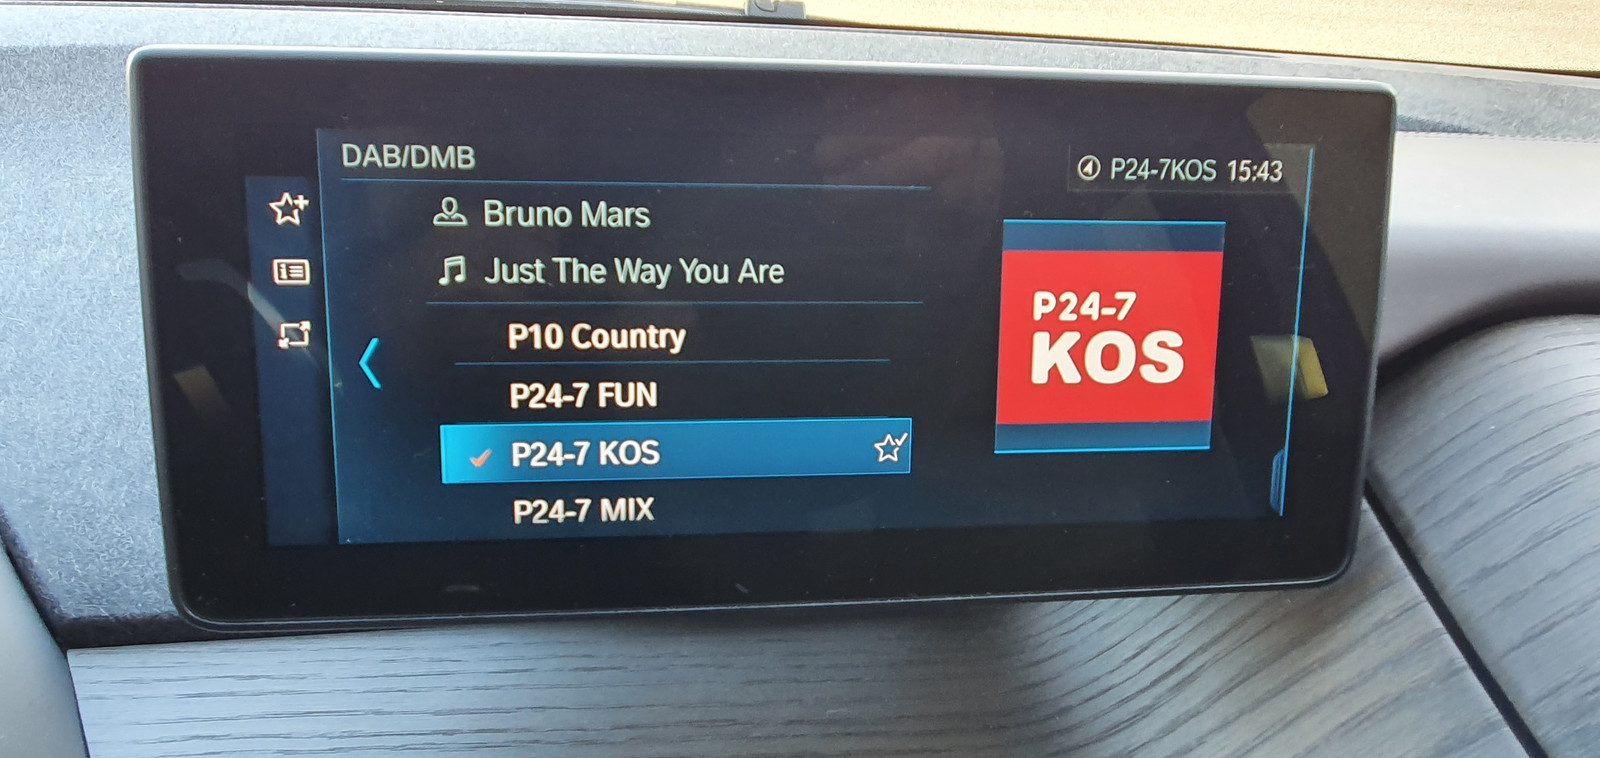 DAB/DMB
P24-7KOS 15:43
Bruno Mars
Just The Way You Are
P10 Country
P24-7 FUN
P24-7 KOS
P24-7 MIX
P24-7
KOS